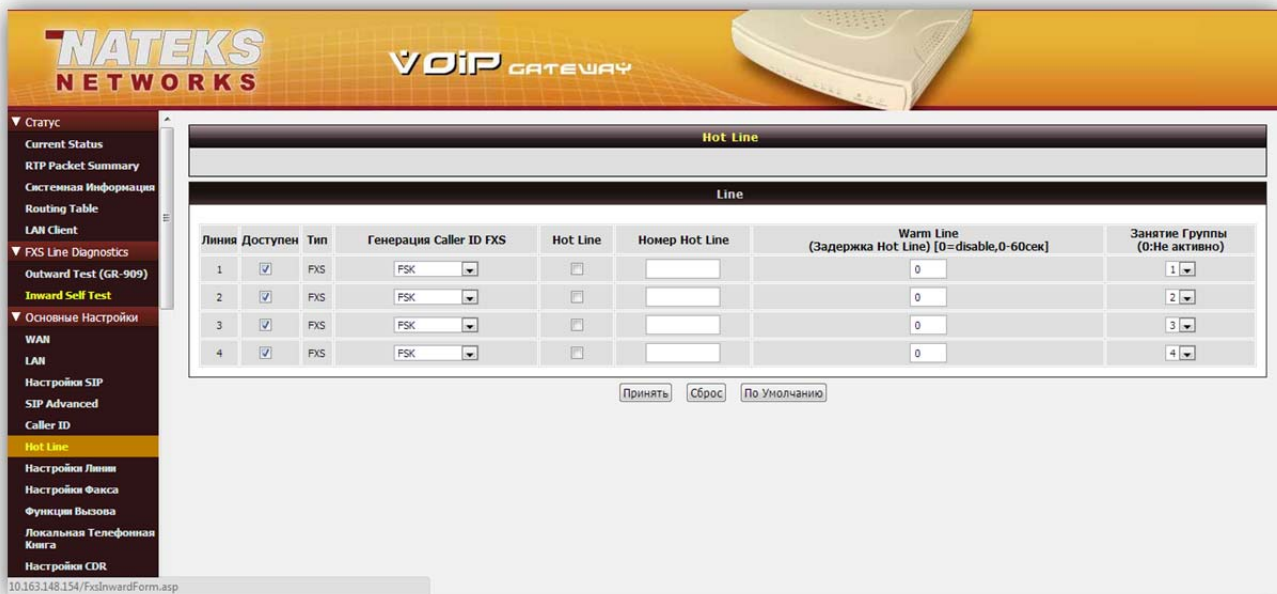 NATEKS
NETWORKS
VOIP GATEWAY
Статус
Current Status
RTP Packet Summary
Системная Информация
Routing Table
LAN Client
FXS Line Diagnostics
Outward Test (GR-909)
Inward Self Test
Основные Настройки
WAN
LAN
Настройки SIP
SIP Advanced
Caller ID
Hot Line
Настройки Линии
Настройки Факса
Функции Вызова
Локальная Телефонная
Книга
Настройки CDR
Hot Line
Line
Линия Доступен Тип Генерация Caller ID FXS Hot Line Номер Hot Line Warm Line (Задержка Hot Line) [0=disable,0-60сек] Занятие Группы (0:Не активно)
1 FXS FSK 0 1
2 FXS FSK 0 2
3 FXS FSK 0 3
4 FXS FSK 0 4
Принять Сброс По Умолчанию
10.163.148.154/FxsInwardForm.asp